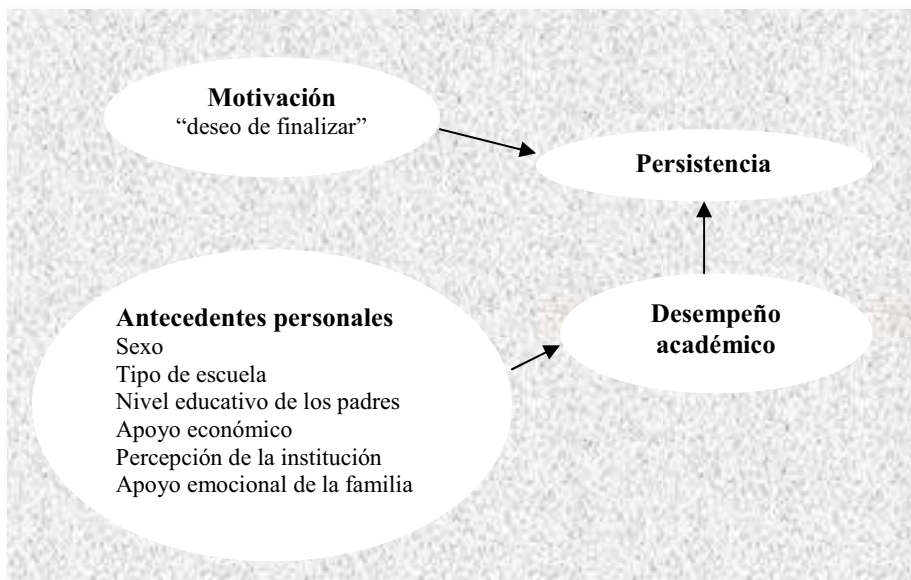 Motivación
“deseo de finalizar”
Persistencia
Antecedentes personales
Sexo
Tipo de escuela
Nivel educativo de los padres
Apoyo económico
Percepción de la institución
Apoyo emocional de la familia
Desempeño
académico